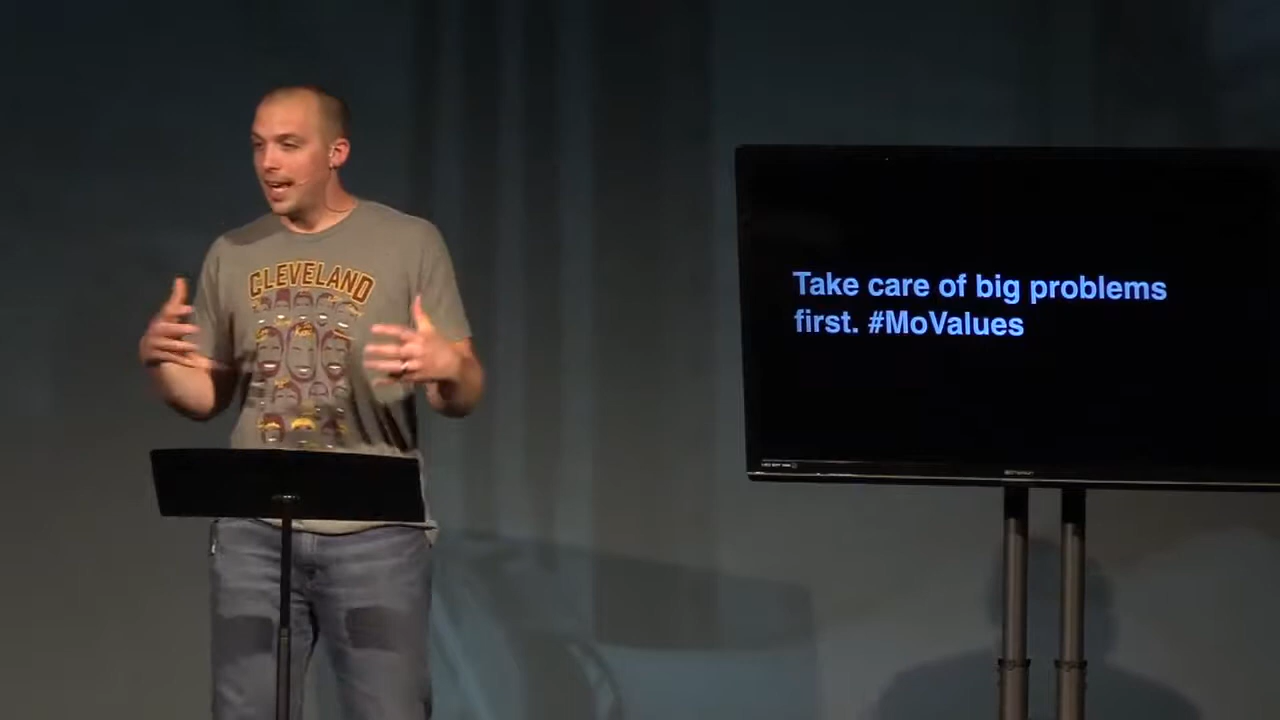 CLEVELAND
Take care of big problems
first. #MoValues